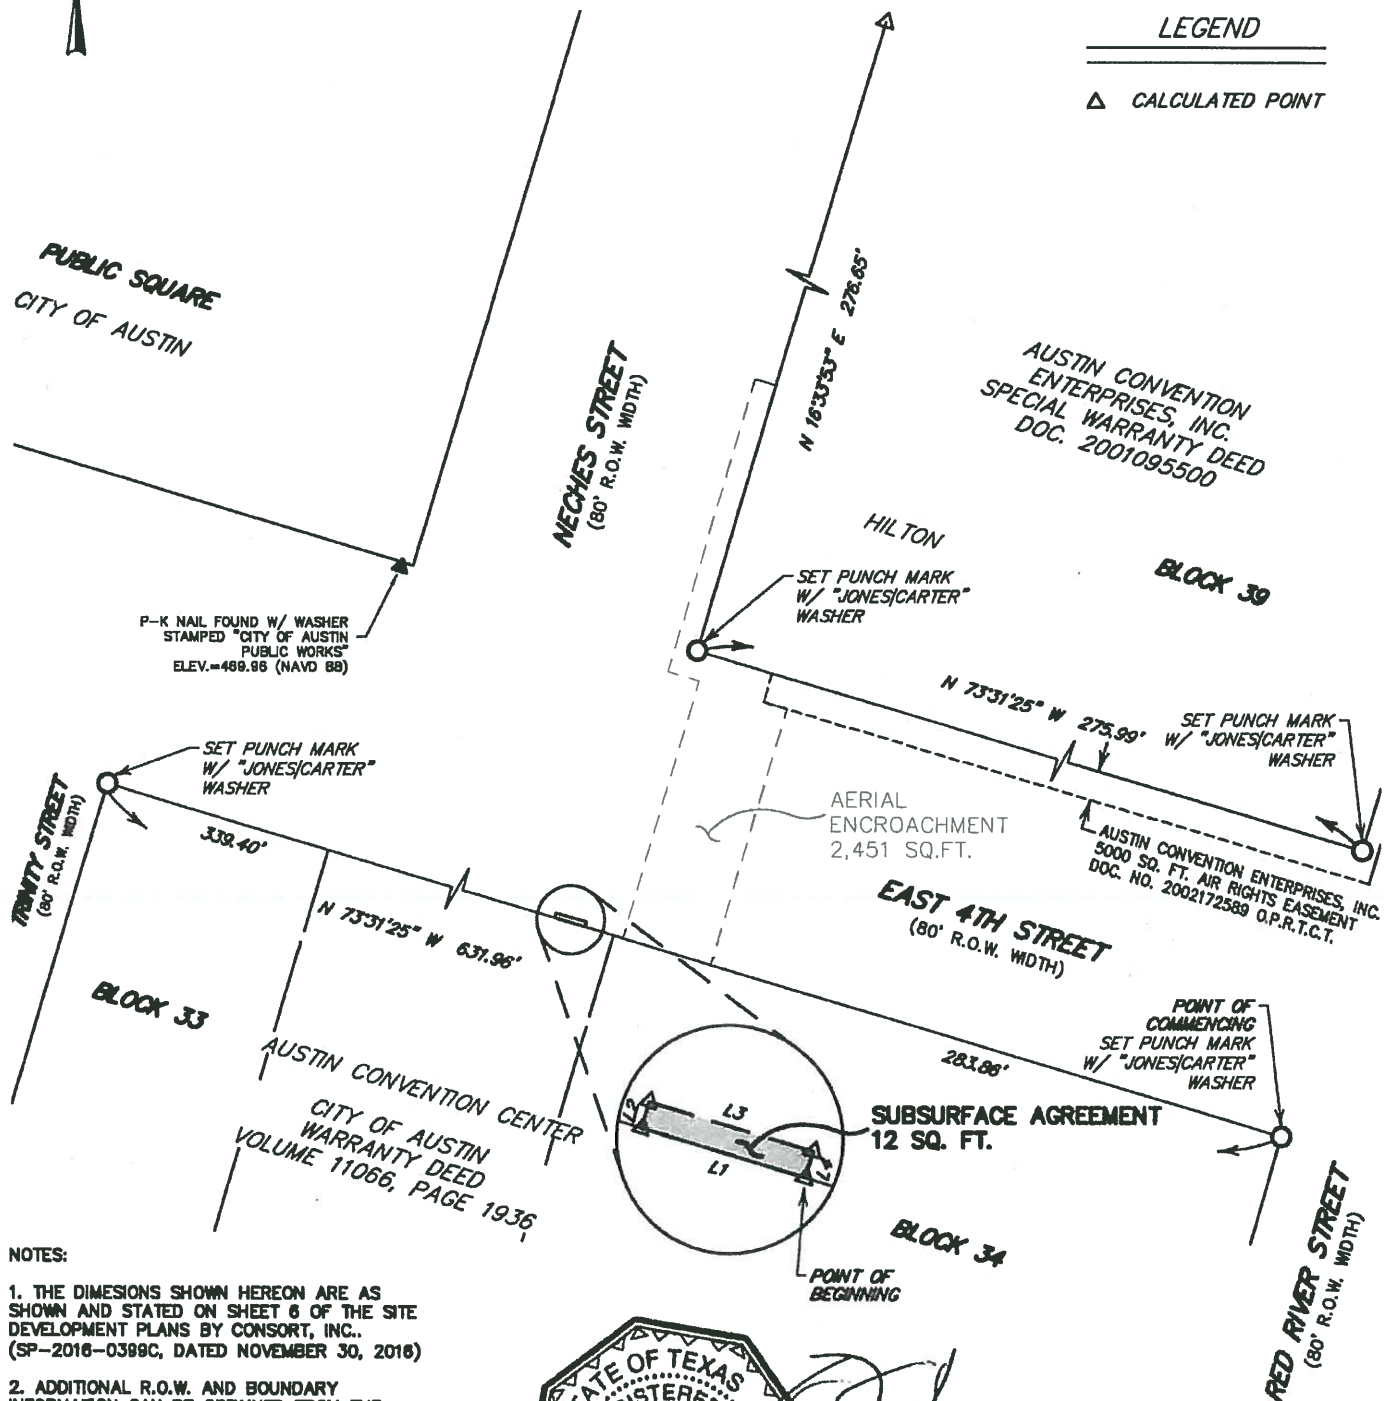 LEGEND
CALCULATED POINT
PUBLIC SQUARE
CITY OF AUSTIN
NECHES STREET
(80' R.O.W. WIDTH)
N 16°33'53" E 276.65'
AUSTIN CONVENTION
ENTERPRISES, INC.
SPECIAL WARRANTY DEED
DOC. 2001095500
HILTON
BLOCK 39
SET PUNCH MARK
W/ "JONES|CARTER"
WASHER
P-K NAIL FOUND W/ WASHER
STAMPED "CITY OF AUSTIN
PUBLIC WORKS"
ELEV.=469.96 (NAVD 88)
N 73°31'25" W 275.99'
SET PUNCH MARK
W/ "JONES|CARTER"
WASHER
SET PUNCH MARK
W/ "JONES|CARTER"
WASHER
TRINITY STREET
(80' R.O.W. WIDTH)
339.40'
AERIAL
ENCROACHMENT
2,451 SQ.FT.
AUSTIN CONVENTION ENTERPRISES, INC.
5000 SQ. FT. AIR RIGHTS EASEMENT
DOC. NO. 2002172589 O.P.R.T.C.T.
EAST 4TH STREET
(80' R.O.W. WIDTH)
N 73°31'25" W 631.96'
BLOCK 33
POINT OF
COMMENCING
SET PUNCH MARK
W/ "JONES|CARTER"
WASHER
283.86'
AUSTIN CONVENTION CENTER
CITY OF AUSTIN
WARRANTY DEED
VOLUME 11066, PAGE 1936
L2
L3
L1
L4
SUBSURFACE AGREEMENT
12 SQ. FT.
BLOCK 34
POINT OF
BEGINNING
RED RIVER STREET
(80' R.O.W. WIDTH)
NOTES:
1. THE DIMESIONS SHOWN HEREON ARE AS
SHOWN AND STATED ON SHEET 6 OF THE SITE
DEVELOPMENT PLANS BY CONSORT, INC..
(SP-2016-0399C, DATED NOVEMBER 30, 2016)
2. ADDITIONAL R.O.W. AND BOUNDARY
STATE OF TEXAS